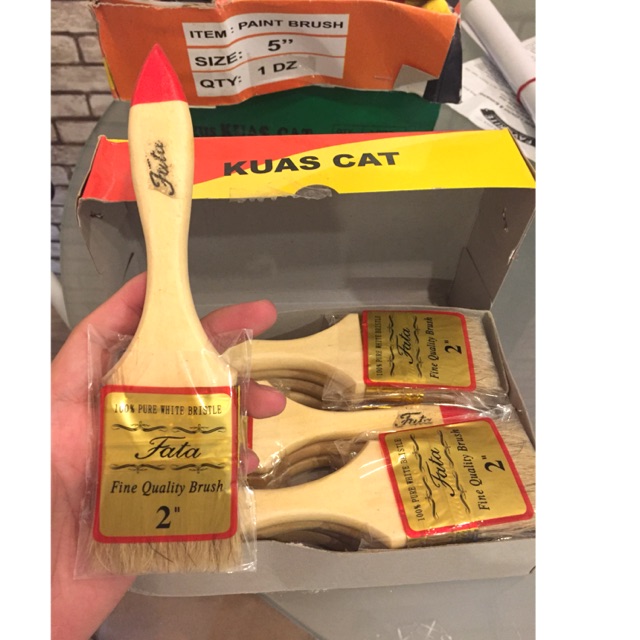 ITEM : PAINT BRUSH
SIZE: 5"
QTY: 1 DZ
KUAS CAT
KUAS CAT
Fata
100% PURE WHITE BRISTLE
Fata
Fine Quality Brush
2"
100% PURE WHITE BRISTLE
Fata
Fine Quality Brush
2"
Fata
100% PURE WHITE BRISTLE
Fata
Fine Quality Brush
2"